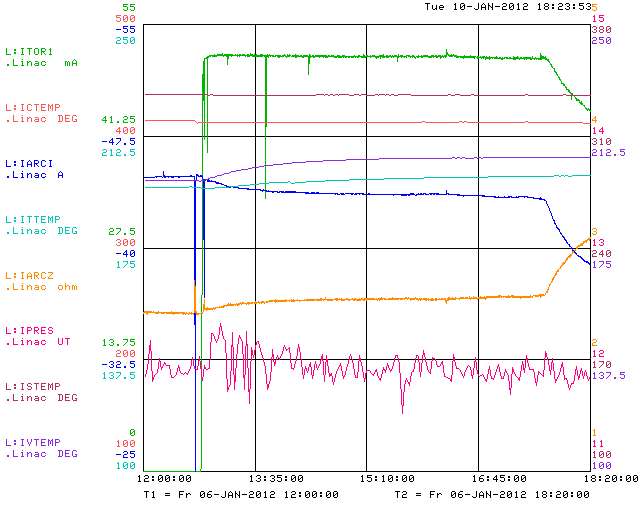 Tue 10-JAN-2012 18:23:53
55
500
-55
250
5
15
380
250
L:ITOR1
.Linac mA
L:ICTEMP
.Linac DEG
41.25
400
-47.5
212.5
4
14
310
212.5
L:IARCI
.Linac A
L:ITTEMP
.Linac DEG
27.5
300
-40
175
3
13
240
175
L:IARCZ
.Linac ohm
L:IPRES
.Linac UT
13.75
200
-32.5
137.5
2
12
170
137.5
L:ISTEMP
.Linac DEG
L:IVTEMP
.Linac DEG
0
100
-25
100
1
11
100
100
12:00:00 13:35:00 15:10:00 16:45:00 18:20:00
T1 = Fr 06-JAN-2012 12:00:00 T2 = Fr 06-JAN-2012 18:20:00